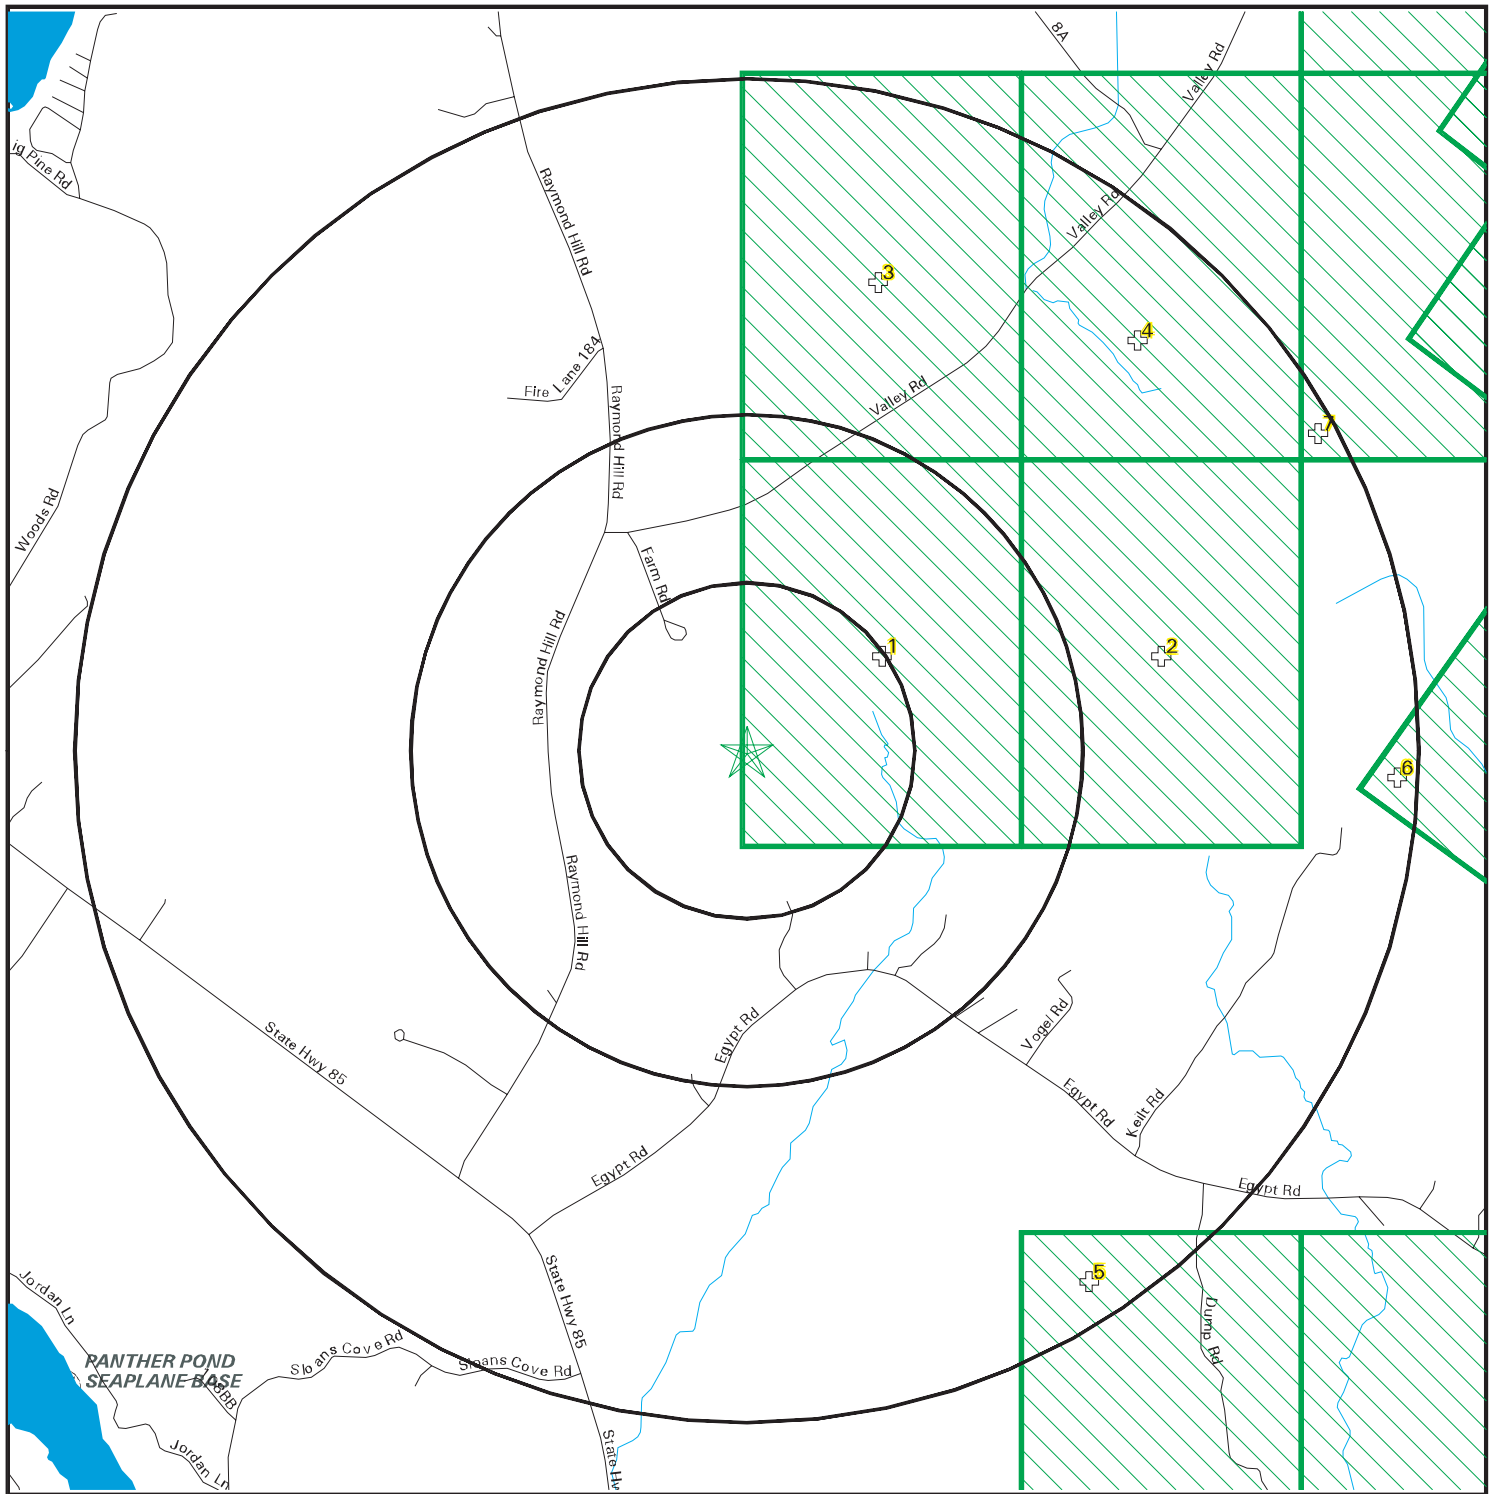 8A
Valley Rd
ig Pine Rd
Raymond Hill Rd
Valley Rd
3
4
Fire Lane 184
Raymond Hill Rd
Valley Rd
7
Woods Rd
Farm Rd
Raymond Hill Rd
1
2
6
Raymond Hill Rd
State Hwy 85
Egypt Rd
Vogel Rd
Egypt Rd
Keilt Rd
Egypt Rd
Egypt Rd
5
State Hwy 85
Jordan Ln
Dump Rd
Sloans Cove Rd
Sloans Cove Rd
PANTHER POND
SEAPLANE BASE
Jordan Ln
State Hw